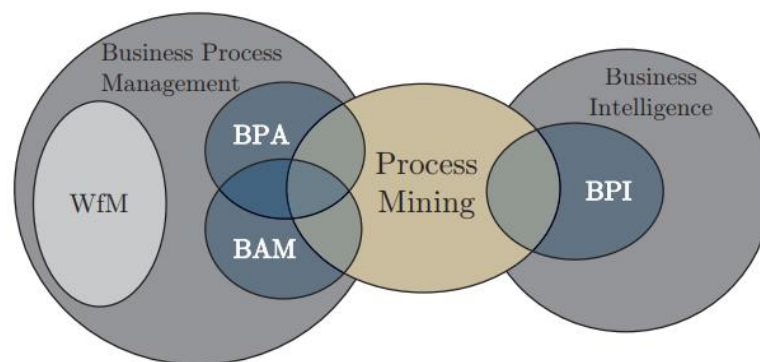 Business Process
Management
BPA
WfM
BAM
Process
Mining
Business
Intelligence
BPI